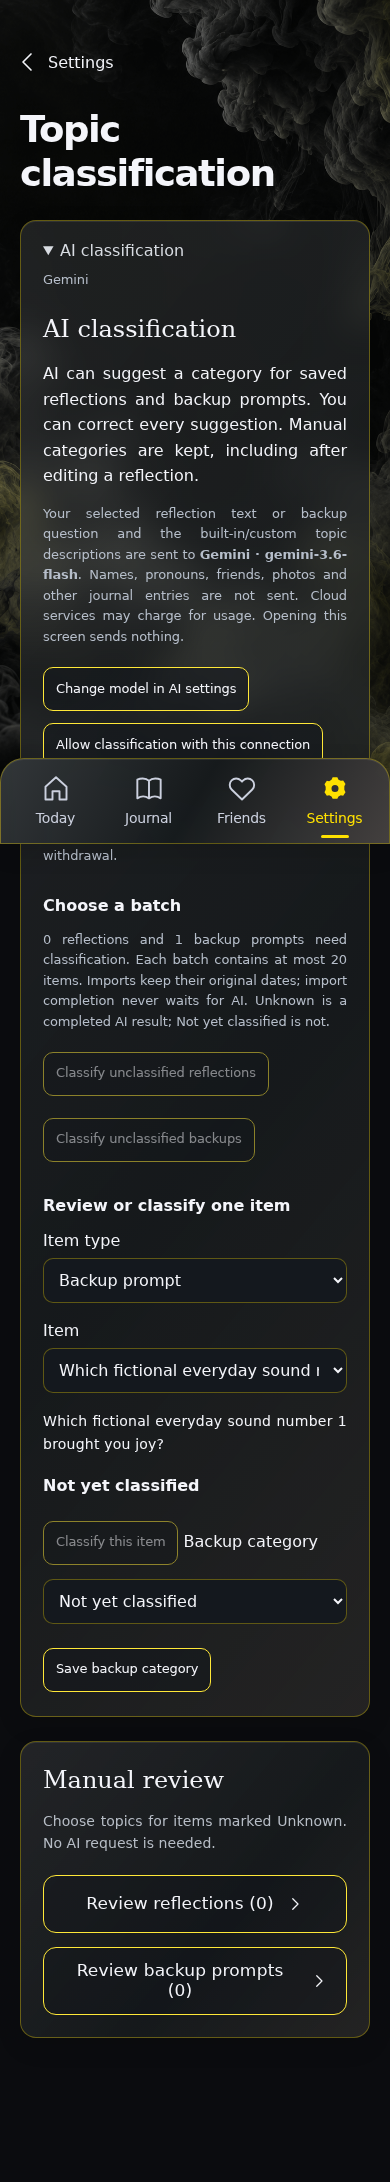 Settings
Topic
classification
▼ AI classification
Gemini
AI classification
AI can suggest a category for saved
reflections and backup prompts. You
can correct every suggestion. Manual
categories are kept, including after
editing a reflection.
Your selected reflection text or backup
question and the built-in/custom topic
descriptions are sent to Gemini · gemini-3.6-
flash. Names, pronouns, friends, photos and
other journal entries are not sent. Cloud
services may charge for usage. Opening this
screen sends nothing.
Change model in AI settings
Allow classification with this connection
Today
Journal
Friends
Settings
withdrawal.
Choose a batch
0 reflections and 1 backup prompts need
classification. Each batch contains at most 20
items. Imports keep their original dates; import
completion never waits for AI. Unknown is a
completed AI result; Not yet classified is not.
Classify unclassified reflections
Classify unclassified backups
Review or classify one item
Item type
Backup prompt
Item
Which fictional everyday sound
Which fictional everyday sound number 1
brought you joy?
Not yet classified
Classify this item Backup category
Not yet classified
Save backup category
Manual review
Choose topics for items marked Unknown.
No AI request is needed.
Review reflections (0)
Review backup prompts
(0)